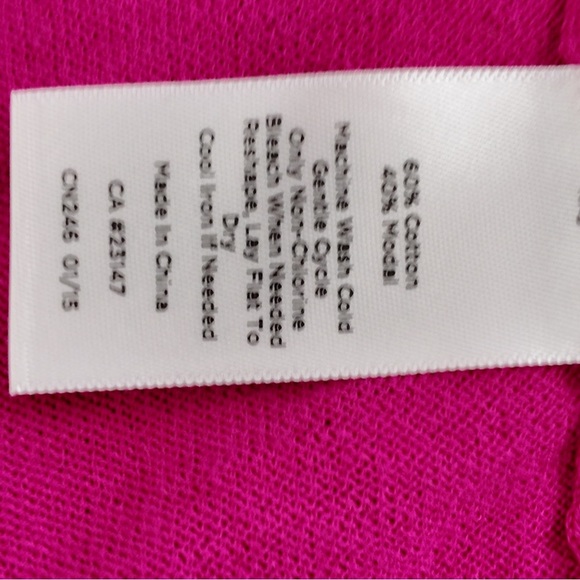 60% Cotton
40% Modal
Machine Wash Cold
Gentle Cycle
Only Non-Chlorine
Bleach When Needed
Reshape, Lay Flat To
Dry
Cool Iron If Needed
Made In China
CA #23147
CN246 01/15